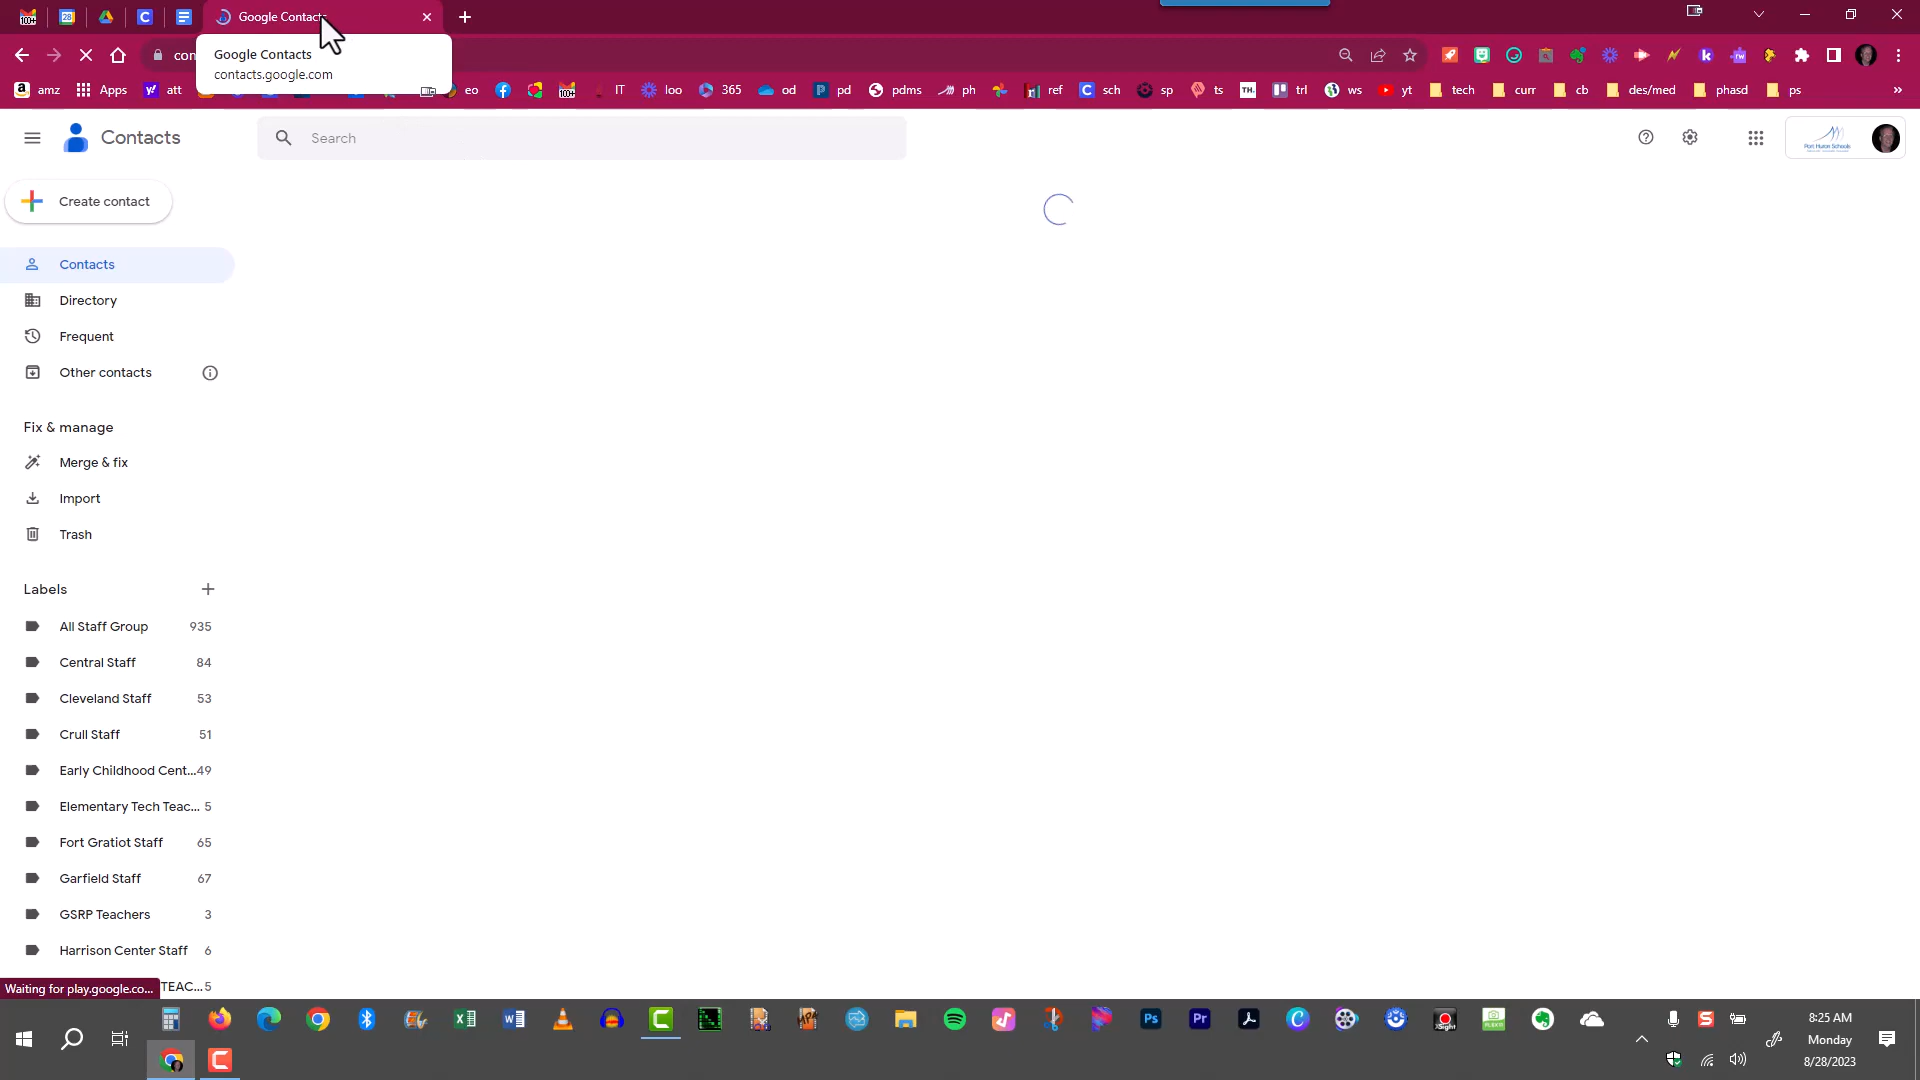 Google Contacts
con
Google Contacts
contacts.google.com
amz
Apps
att
eo
IT
loo
365
od
pd
pdms
ph
ref
sch
sp
ts
TH.
trl
ws
yt
tech
curr
cb
des/med
phasd
ps
»
Contacts
Search
Port Huron Schools
Create contact
Contacts
Directory
Frequent
Other contacts
Fix & manage
Merge & fix
Import
Trash
Labels
All Staff Group 935
Central Staff 84
Cleveland Staff 53
Crull Staff 51
Early Childhood Cent... 49
Elementary Tech Teac... 5
Fort Gratiot Staff 65
Garfield Staff 67
GSRP Teachers 3
Harrison Center Staff 6
Waiting for play.google.co... TEAC... 5
8:25 AM
Monday
8/28/2023